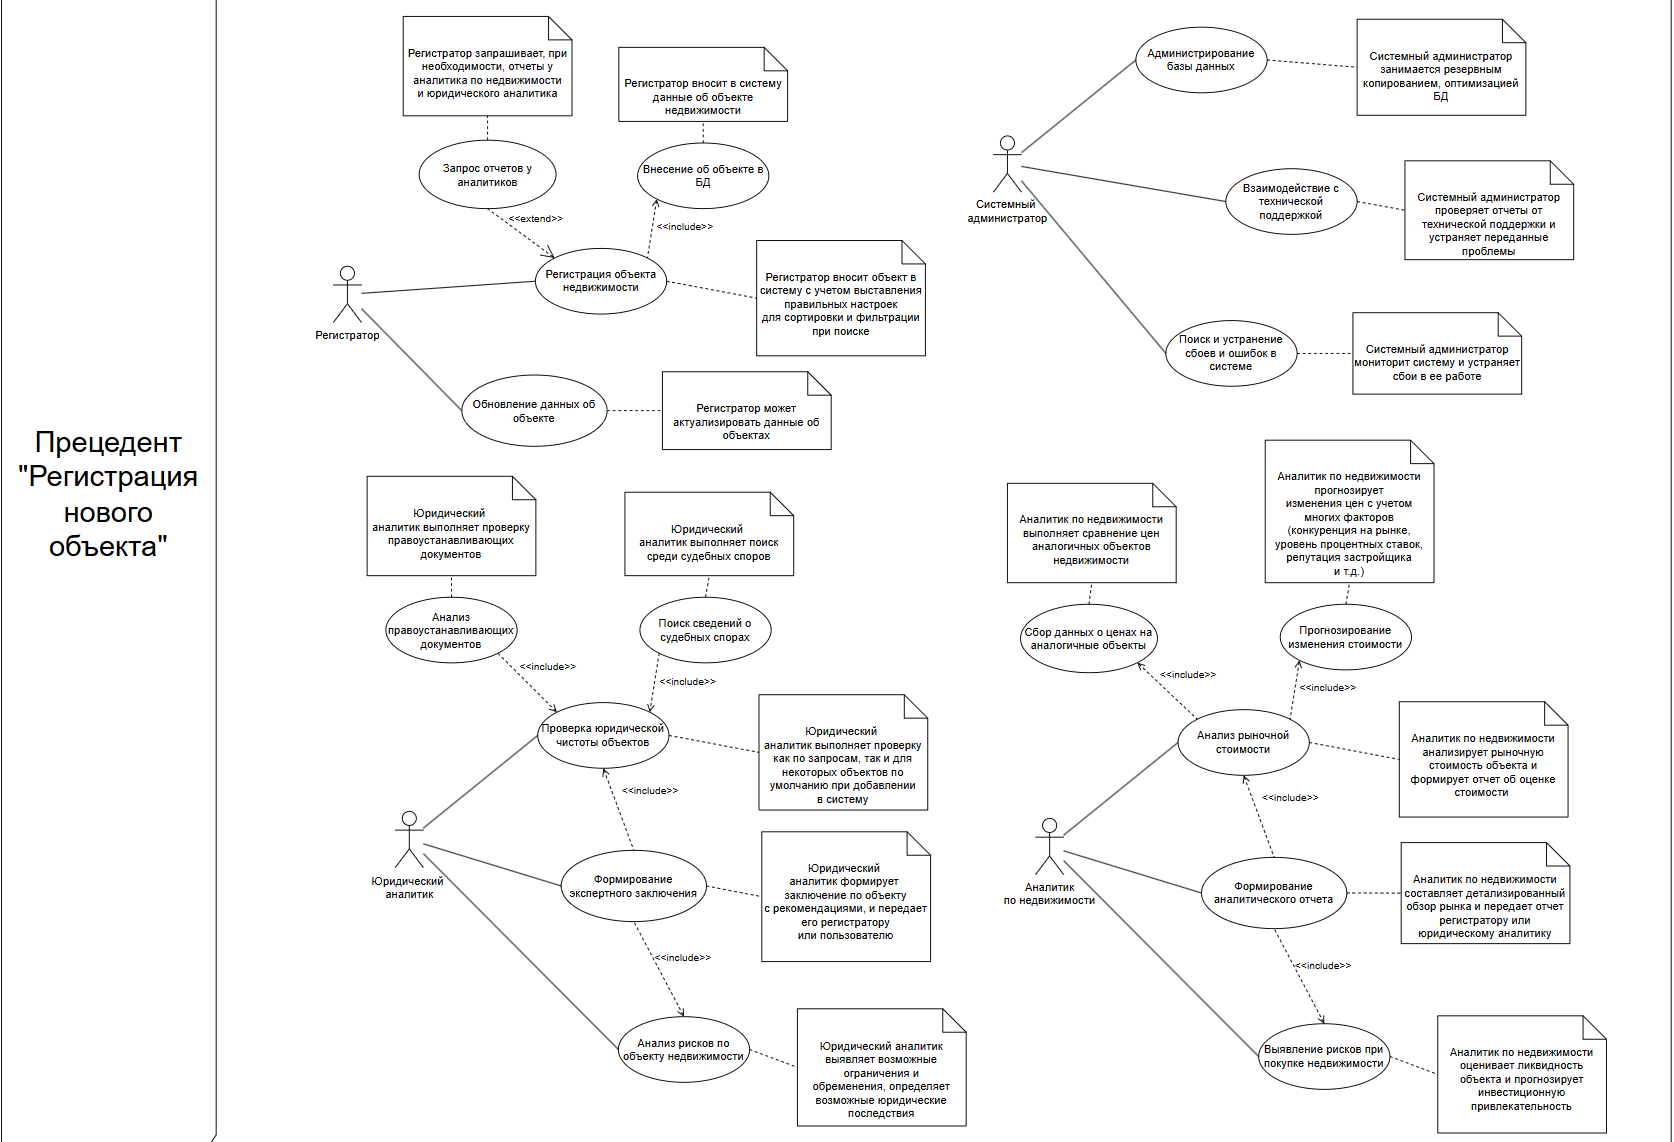 Прецедент
"Регистрация
нового
объекта"
Регистратор запрашивает, при
необходимости, отчеты у
аналитика по недвижимости
и юридического аналитика
Регистратор вносит в систему
данные об объекте
недвижимости
Запрос отчетов у
аналитиков
Внесение об объекте в
БД
<<extend>>
<<include>>
Регистрация объекта
недвижимости
Регистратор вносит объект в
систему с учетом выставления
правильных настроек
для сортировки и фильтрации
при поиске
Регистратор
Обновление данных об
объекте
Регистратор может
актуализировать данные об
объектах
Администрирование
базы данных
Системный администратор
занимается резервным
копированием, оптимизацией
БД
Системный
администратор
Взаимодействие с
технической
поддержкой
Системный администратор
проверяет отчеты от
технической поддержки и
устраняет переданные
проблемы
Поиск и устранение
сбоев и ошибок в
системе
Системный администратор
мониторит систему и устраняет
сбои в ее работе
Юридический
аналитик выполняет проверку
правоустанавливающих
документов
Юридический
аналитик выполняет поиск
среди судебных споров
Анализ
правоустанавливающих
документов
Поиск сведений о
судебных спорах
<<include>>
<<include>>
Проверка юридической
чистоты объектов
Юридический
аналитик выполняет проверку
как по запросам, так и для
некоторых объектов по
умолчанию при добавлении
в систему
<<include>>
Юридический
аналитик
Формирование
экспертного заключения
Юридический
аналитик формирует
заключение по объекту
с рекомендациями, и передает
его регистратору
или пользователю
<<include>>
Анализ рисков по
объекту недвижимости
Юридический аналитик
выявляет возможные
ограничения и
обременения, определяет
возможные юридические
последствия
Аналитик по недвижимости
выполняет сравнение цен
аналогичных объектов
недвижимости
Аналитик по недвижимости
прогнозирует
изменения цен с учетом
многих факторов
(конкуренция на рынке,
уровень процентных ставок,
репутация застройщика
и т.д.)
Сбор данных о ценах на
аналогичные объекты
Прогнозирование
изменения стоимости
<<include>>
<<include>>
Анализ рыночной
стоимости
Аналитик по недвижимости
анализирует рыночную
стоимость объекта и
формирует отчет об оценке
стоимости
<<include>>
Аналитик
по недвижимости
Формирование
аналитического отчета
Аналитик по недвижимости
составляет детализированный
обзор рынка и передает отчет
регистратору или
юридическому аналитику
<<include>>
Выявление рисков при
покупке недвижимости
Аналитик по недвижимости
оценивает ликвидность
объекта и прогнозирует
инвестиционную
привлекательность